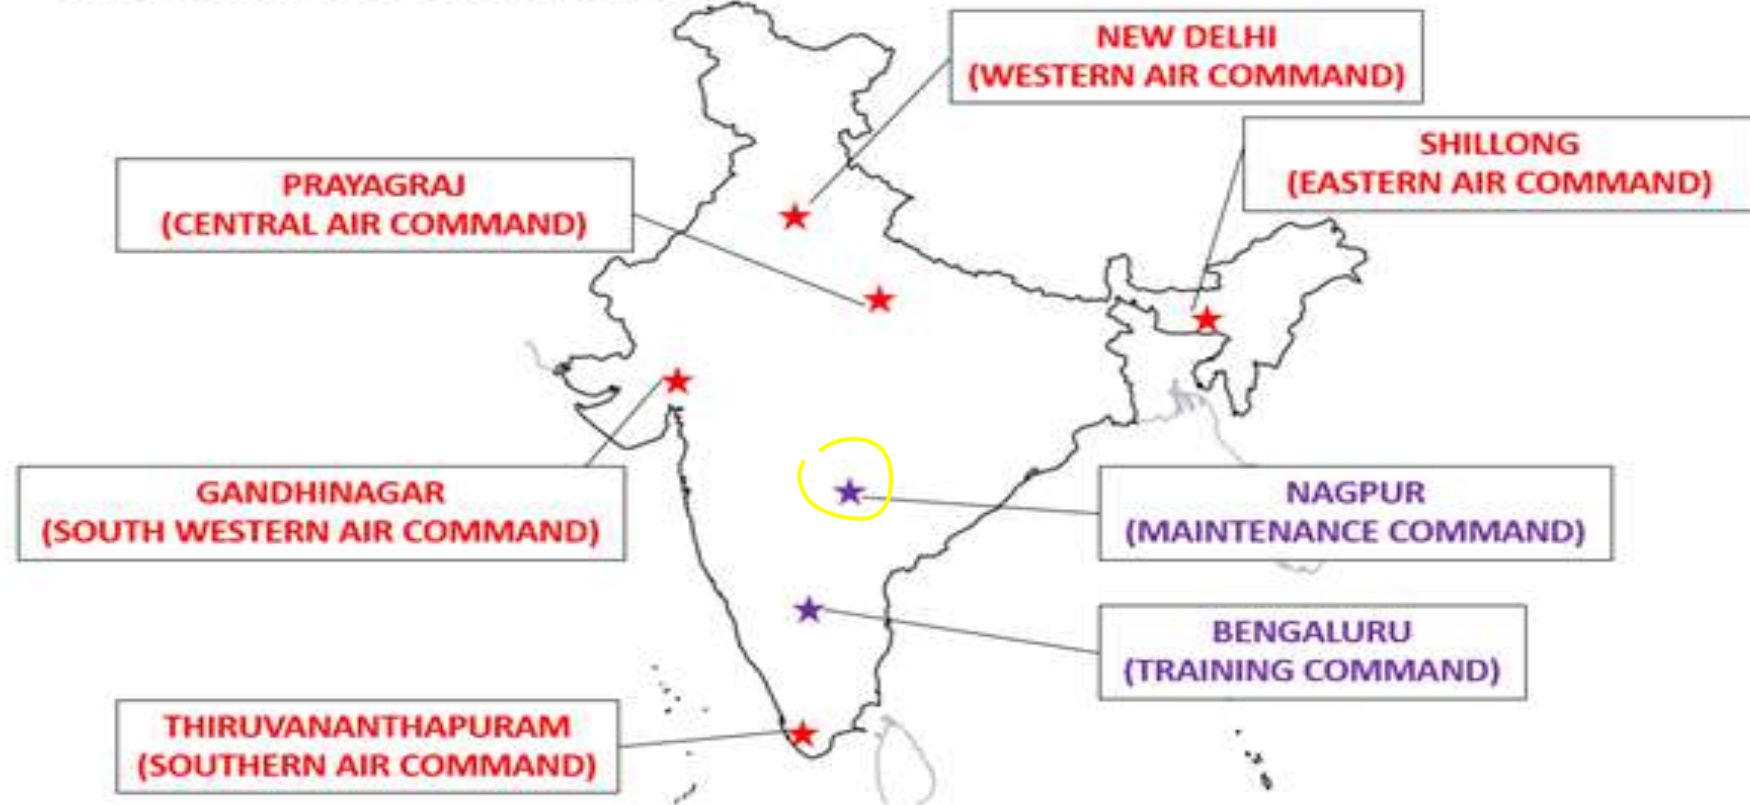 NEW DELHI
(WESTERN AIR COMMAND)
SHILLONG
(EASTERN AIR COMMAND)
PRAYAGRAJ
(CENTRAL AIR COMMAND)
GANDHINAGAR
(SOUTH WESTERN AIR COMMAND)
NAGPUR
(MAINTENANCE COMMAND)
BENGALURU
(TRAINING COMMAND)
THIRUVANANTHAPURAM
(SOUTHERN AIR COMMAND)